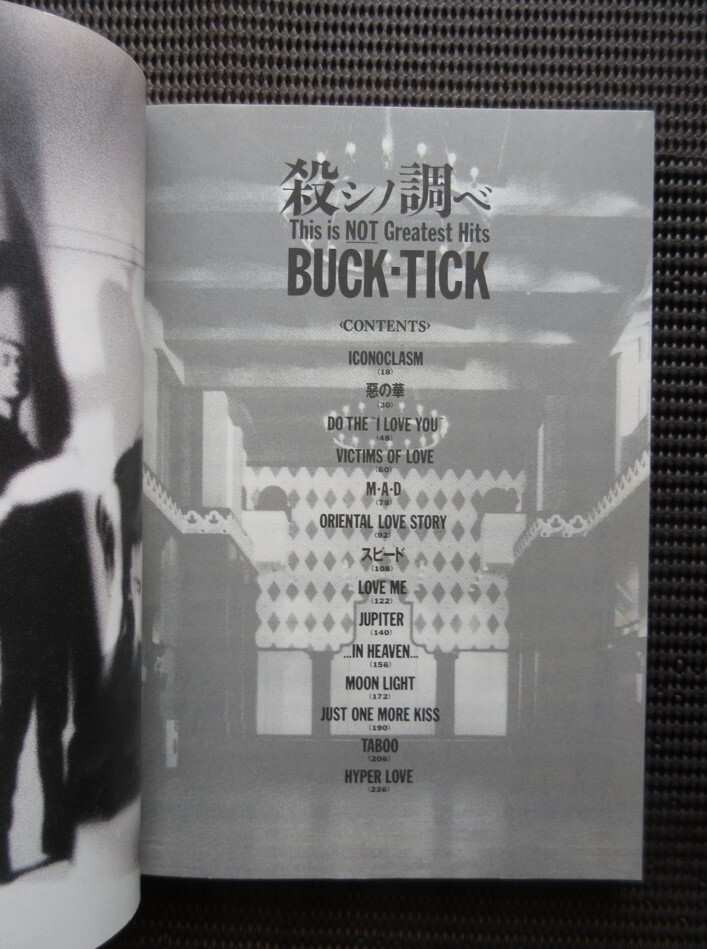 殺シノ調べ
This is NOT Greatest Hits
BUCK-TICK
‹CONTENTS›
ICONOCLASM
(18)
惡の華
(30)
DO THE "I LOVE YOU"
(48)
VICTIMS OF LOVE
(60)
M・A・D
(78)
ORIENTAL LOVE STORY
(92)
スピード
(108)
LOVE ME
(122)
JUPITER
(140)
...IN HEAVEN...
(156)
MOON LIGHT
(172)
JUST ONE MORE KISS
(190)
TABOO
(206)
HYPER LOVE
(226)